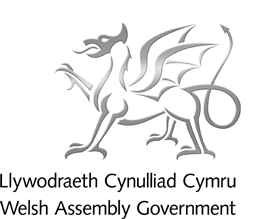 Llywodraeth Cynulliad Cymru
Welsh Assembly Government